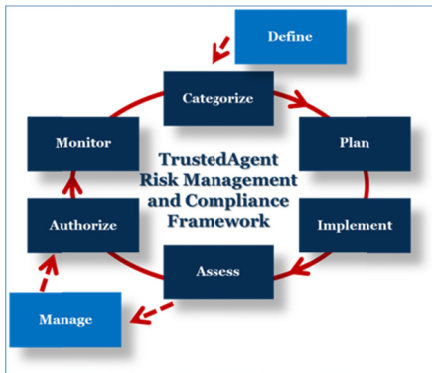 Define
Categorize
Monitor
Plan
TrustedAgent
Risk Management
and Compliance
Framework
Authorize
Implement
Assess
Manage